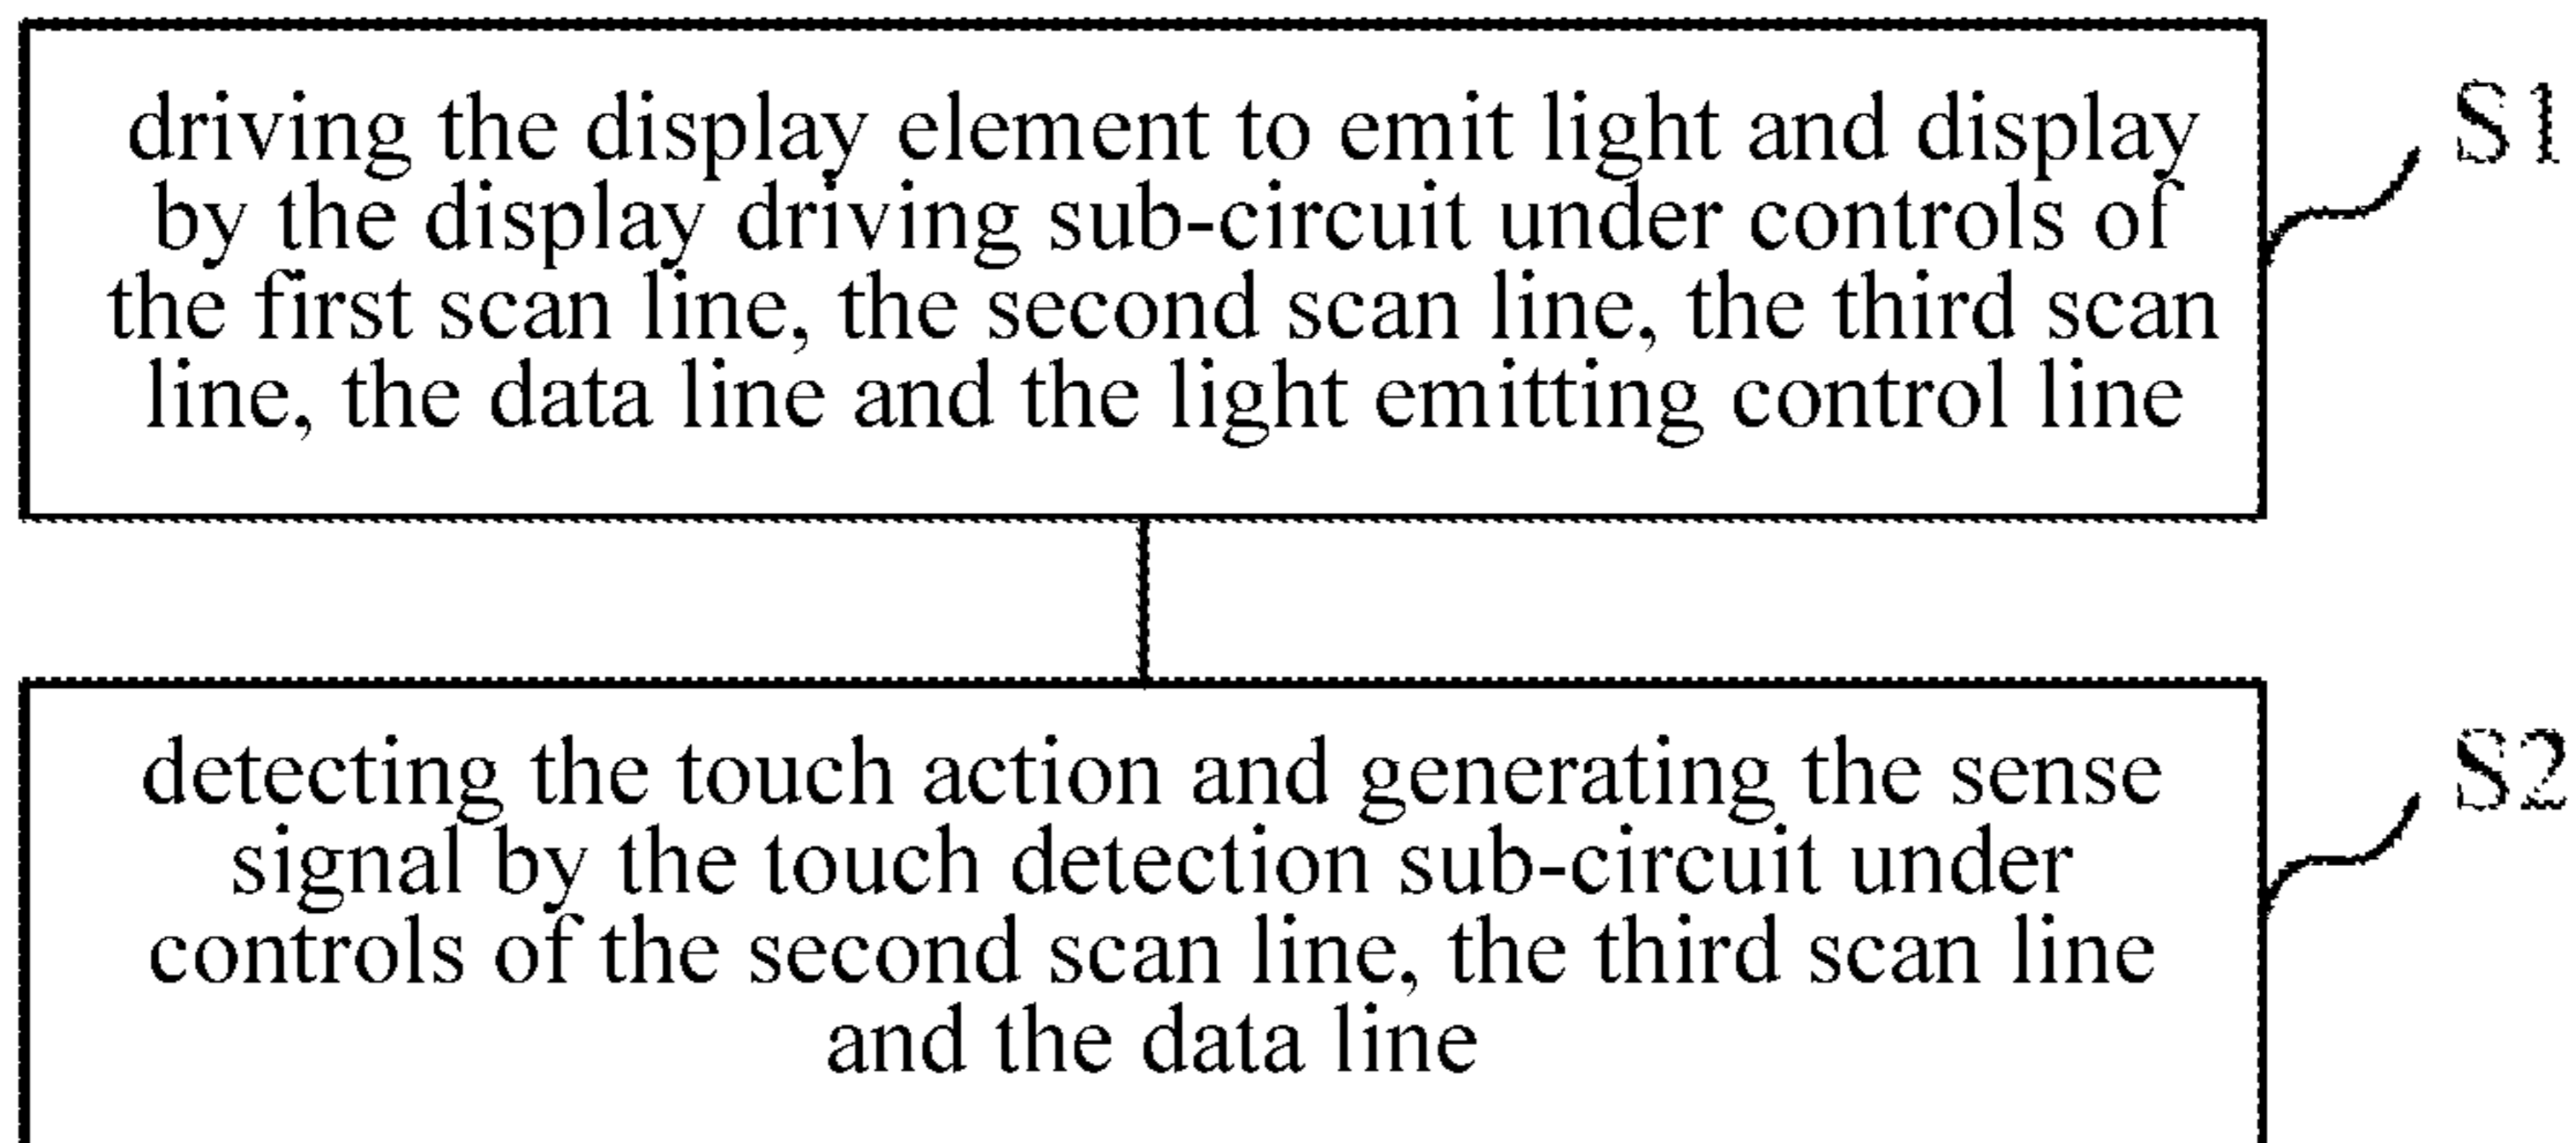 driving the display element to emit light and display
by the display driving sub-circuit under controls of
the first scan line, the second scan line, the third scan
line, the data line and the light emitting control line
S1
detecting the touch action and generating the sense
signal by the touch detection sub-circuit under
controls of the second scan line, the third scan line
and the data line
S2